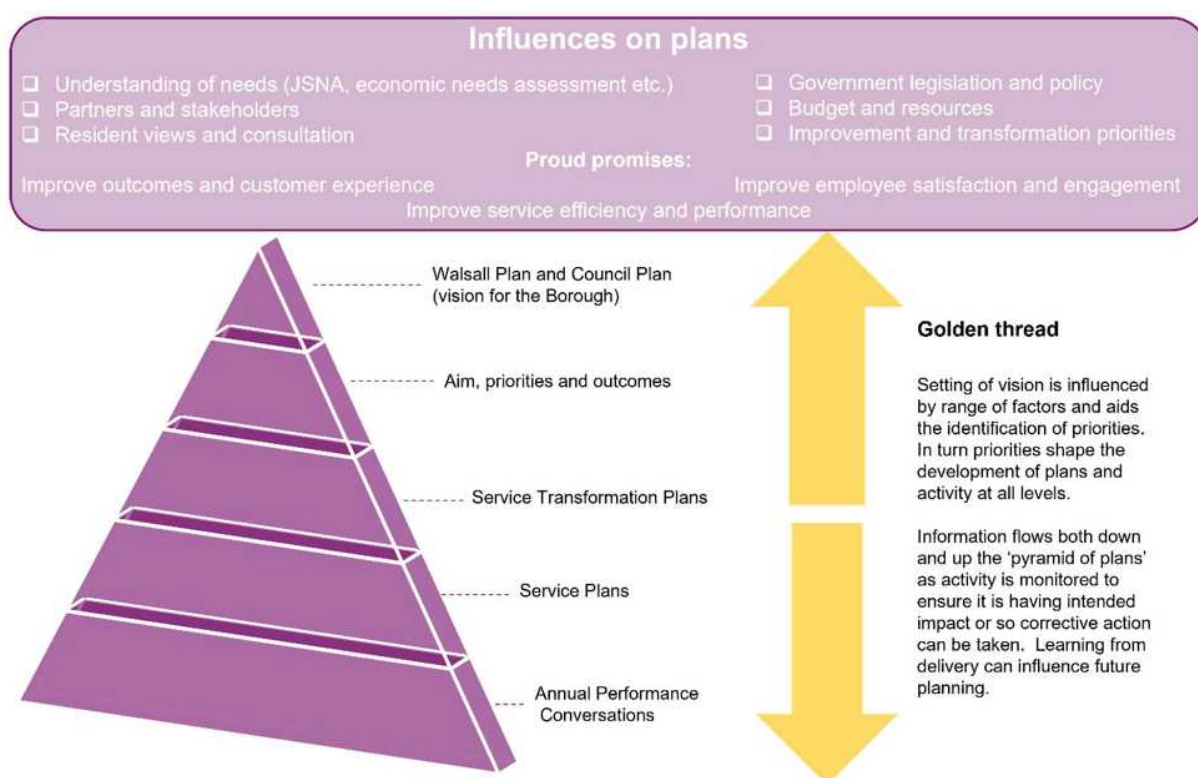 Influences on plans
❑ Understanding of needs (JSNA, economic needs assessment etc.)
❑ Partners and stakeholders
❑ Resident views and consultation
❑ Government legislation and policy
❑ Budget and resources
❑ Improvement and transformation priorities
Proud promises:
Improve outcomes and customer experience
Improve employee satisfaction and engagement
Improve service efficiency and performance
Walsall Plan and Council Plan
(vision for the Borough)
Aim, priorities and outcomes
Service Transformation Plans
Service Plans
Annual Performance
Conversations
Golden thread
Setting of vision is influenced
by range of factors and aids
the identification of priorities.
In turn priorities shape the
development of plans and
activity at all levels.
Information flows both down
and up the ‘pyramid of plans’
as activity is monitored to
ensure it is having intended
impact or so corrective action
can be taken.  Learning from
delivery can influence future
planning.